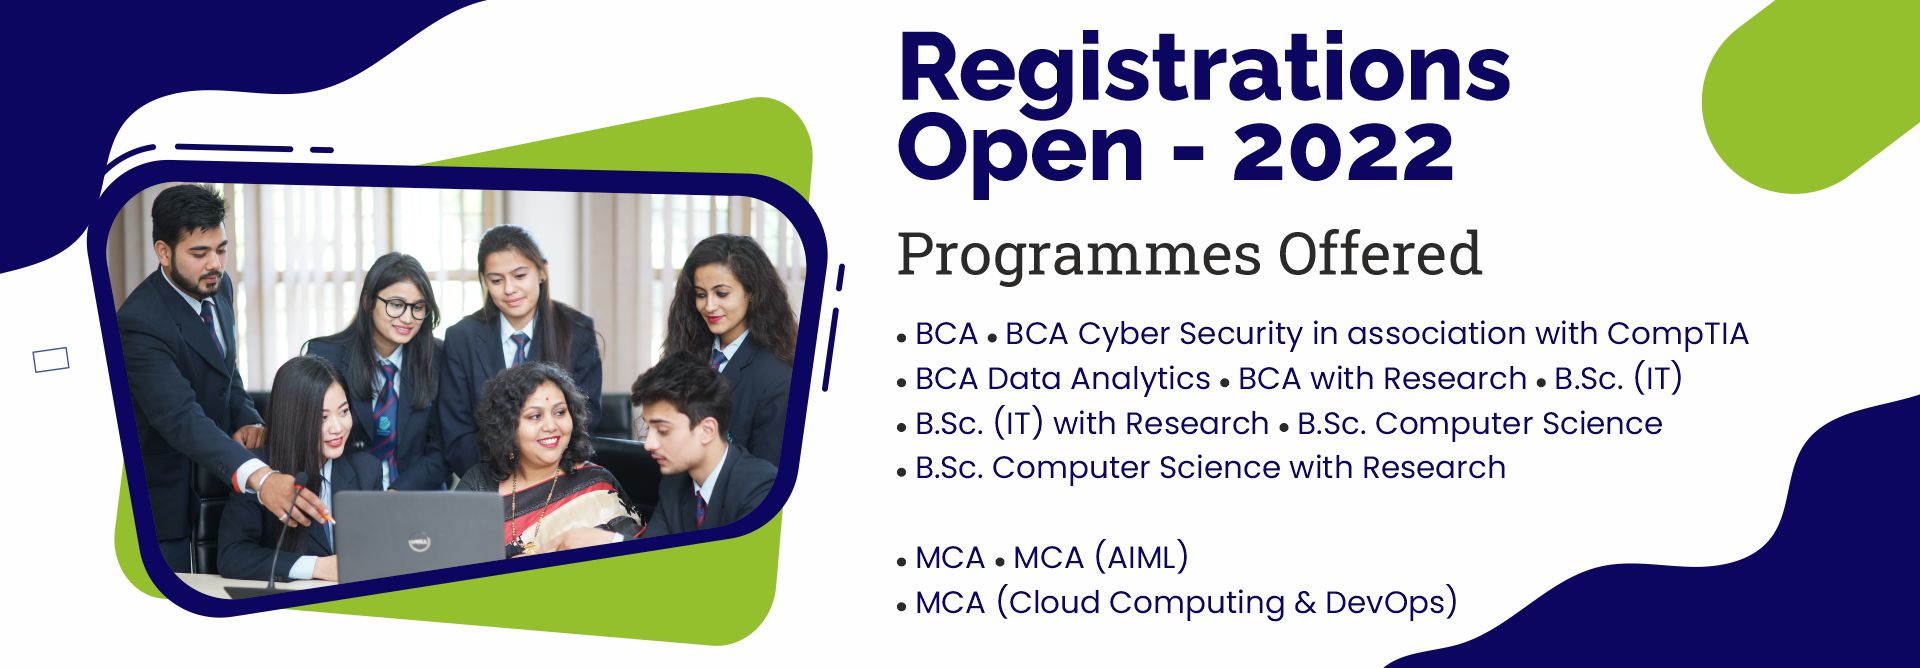 Registrations
Open - 2022
Programmes Offered
• BCA • BCA Cyber Security in association with CompTIA
• BCA Data Analytics • BCA with Research • B.Sc. (IT)
• B.Sc. (IT) with Research • B.Sc. Computer Science
• B.Sc. Computer Science with Research
• MCA • MCA (AIML)
• MCA (Cloud Computing & DevOps)
DELL